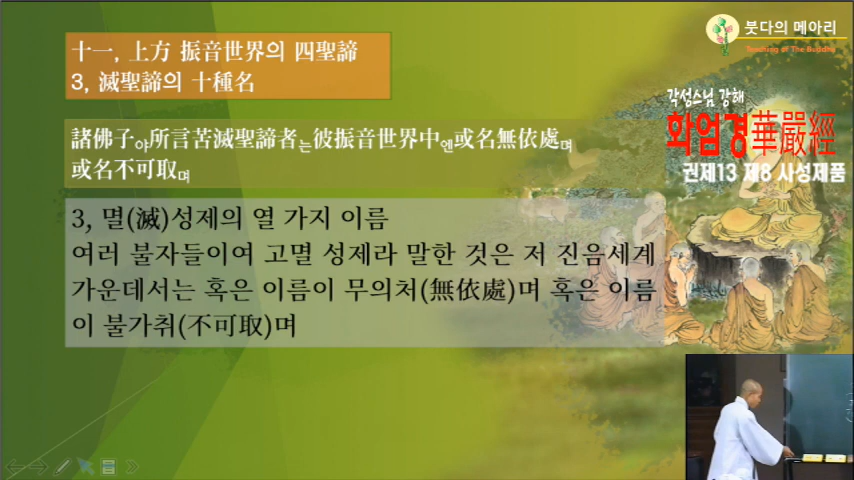 十一, 上方 振音世界의 四聖諦
3, 滅聖諦의 十種名
붓다의 메아리
Teaching of The Buddha
각성스님 강해
화엄경華嚴經
권제13 제8 사성제품
諸佛子야所言苦滅聖諦者는彼振音世界中엔或名無依處며
或名不可取며
3, 멸(滅)성제의 열 가지 이름
여러 불자들이여 고멸 성제라 말한 것은 저 진음세계
가운데서는 혹은 이름이 무의처(無依處)며 혹은 이름
이 불가취(不可取)며